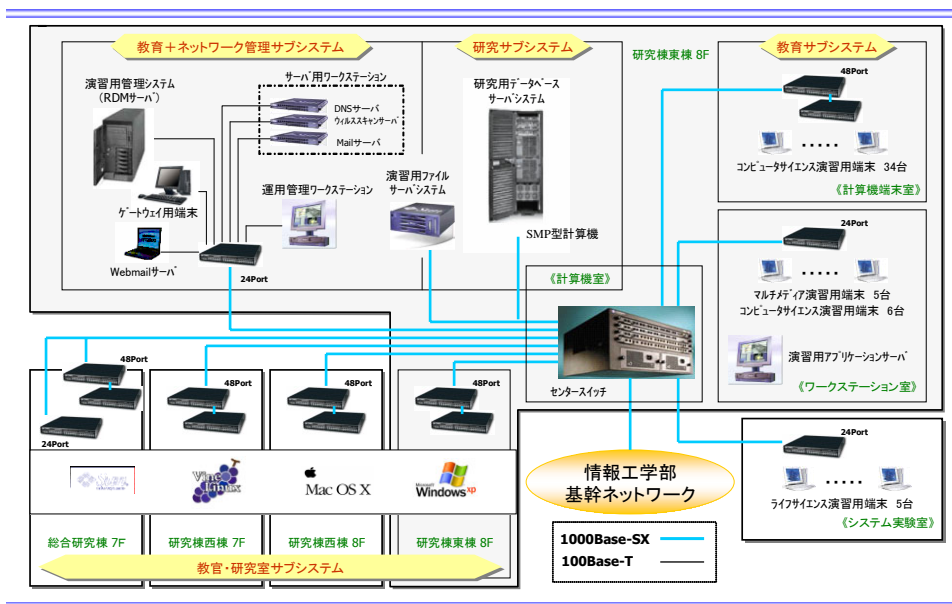 教育+ネットワーク管理サブシステム
研究サブシステム
教育サブシステム
研究棟東棟 8F
演習用管理システム
(RDMサーバ)
サーバ用ワークステーション
DNSサーバ
ウィルススキャンサーバ
Mailサーバ
研究用データベース
サーバシステム
48Port
コンピュータサイエンス演習用端末 34台
《計算機端末室》
ゲートウェイ用端末
運用管理ワークステーション
演習用ファイル
サーバシステム
SMP型計算機
Webmailサーバ
24Port
《計算機室》
センタースイッチ
24Port
マルチメディア演習用端末 5台
コンピュータサイエンス演習用端末 6台
演習用アプリケーションサーバ
《ワークステーション室》
48Port
24Port
48Port
48Port
48Port
Vine
Linux
Mac OS X
Microsoft
Windows xp
総合研究棟 7F
研究棟西棟 7F
研究棟西棟 8F
研究棟東棟 8F
教官・研究室サブシステム
情報工学部
基幹ネットワーク
1000Base-SX
100Base-T
24Port
ライフサイエンス演習用端末 5台
《システム実験室》